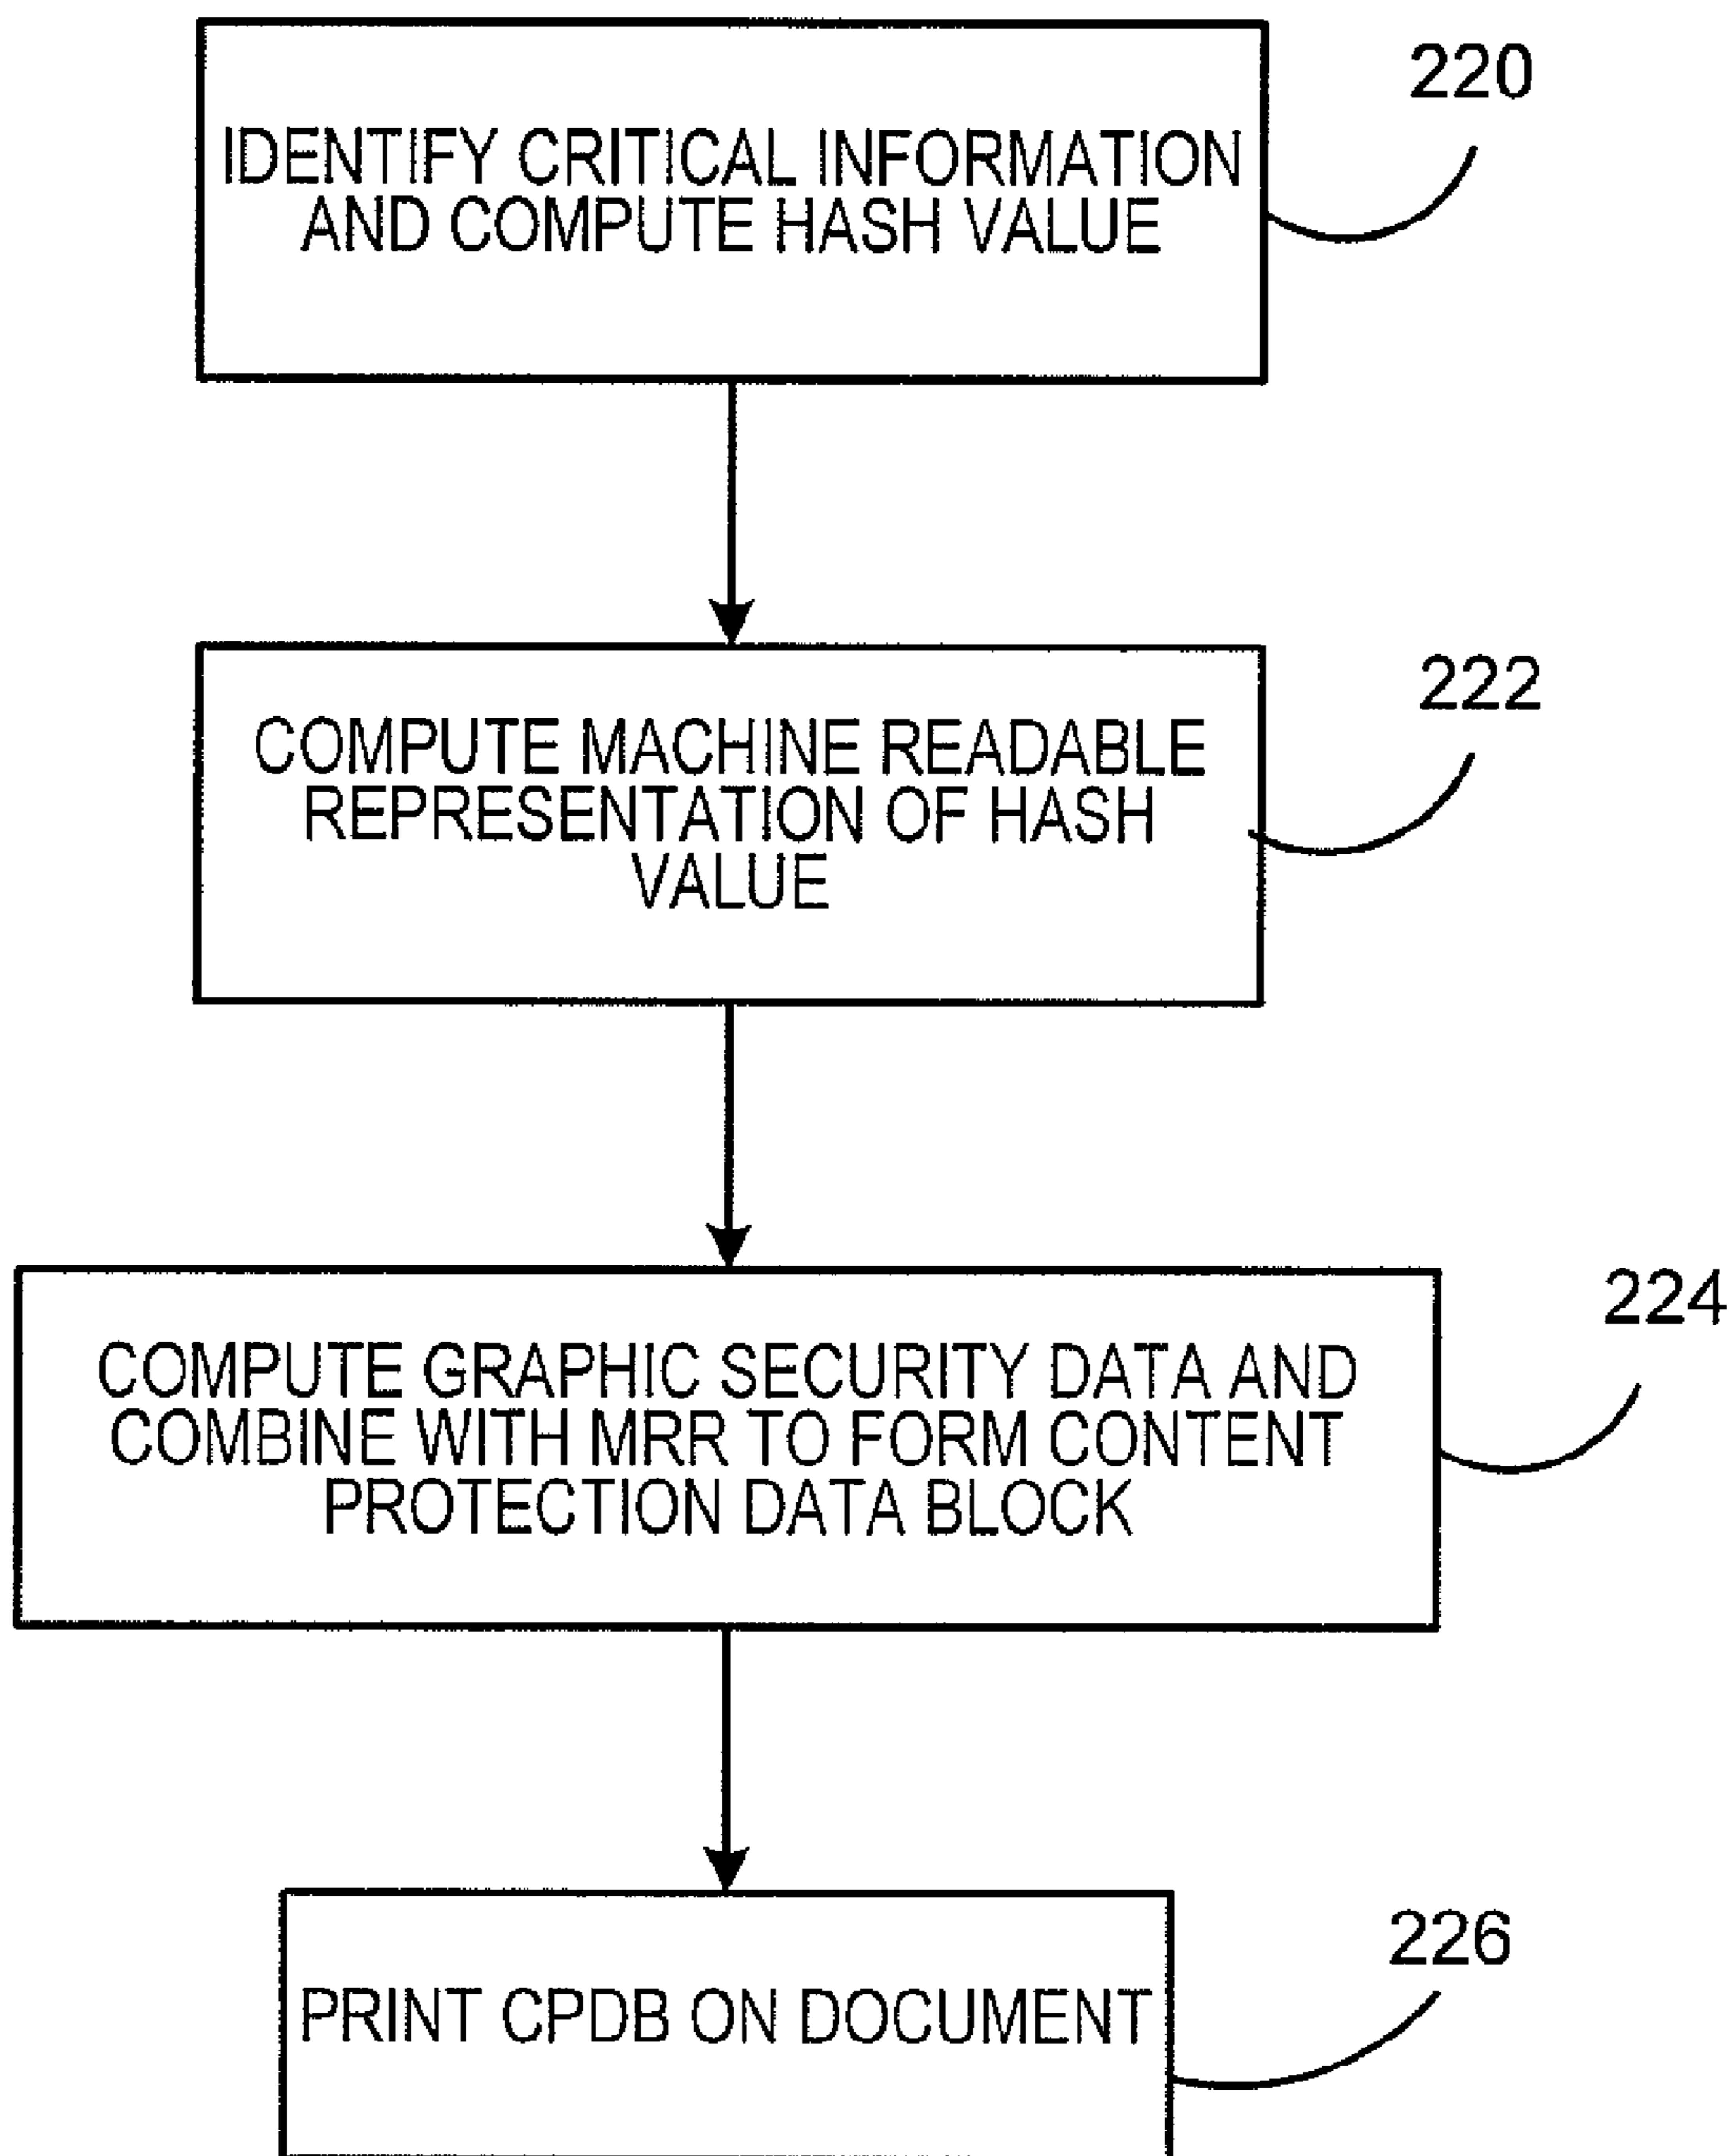 220
IDENTIFY CRITICAL INFORMATION
AND COMPUTE HASH VALUE
222
COMPUTE MACHINE READABLE
REPRESENTATION OF HASH
VALUE
224
COMPUTE GRAPHIC SECURITY DATA AND
COMBINE WITH MRR TO FORM CONTENT
PROTECTION DATA BLOCK
226
PRINT CPDB ON DOCUMENT